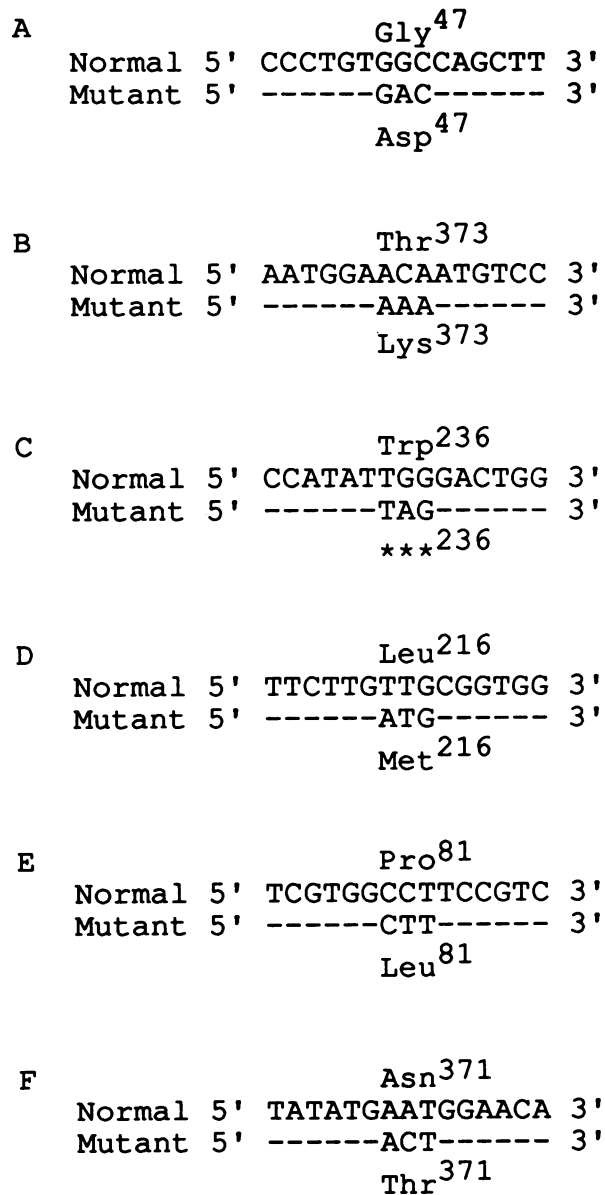 A
Gly47
Normal 5' CCCTGTGGCCAGCTT 3'
Mutant 5' ------GAC------ 3'
Asp47
B
Thr373
Normal 5' AATGGAACAATGTCC 3'
Mutant 5' ------AAA------ 3'
Lys373
C
Trp236
Normal 5' CCATATTGGGACTGG 3'
Mutant 5' ------TAG------ 3'
***236
D
Leu216
Normal 5' TTCTTGTTGCGGTGG 3'
Mutant 5' ------ATG------ 3'
Met216
E
Pro81
Normal 5' TCGTGGCCTTCCGTC 3'
Mutant 5' ------CTT------ 3'
Leu81
F
Asn371
Normal 5' TATATGAATGGAACA 3'
Mutant 5' ------ACT------ 3'
Thr371